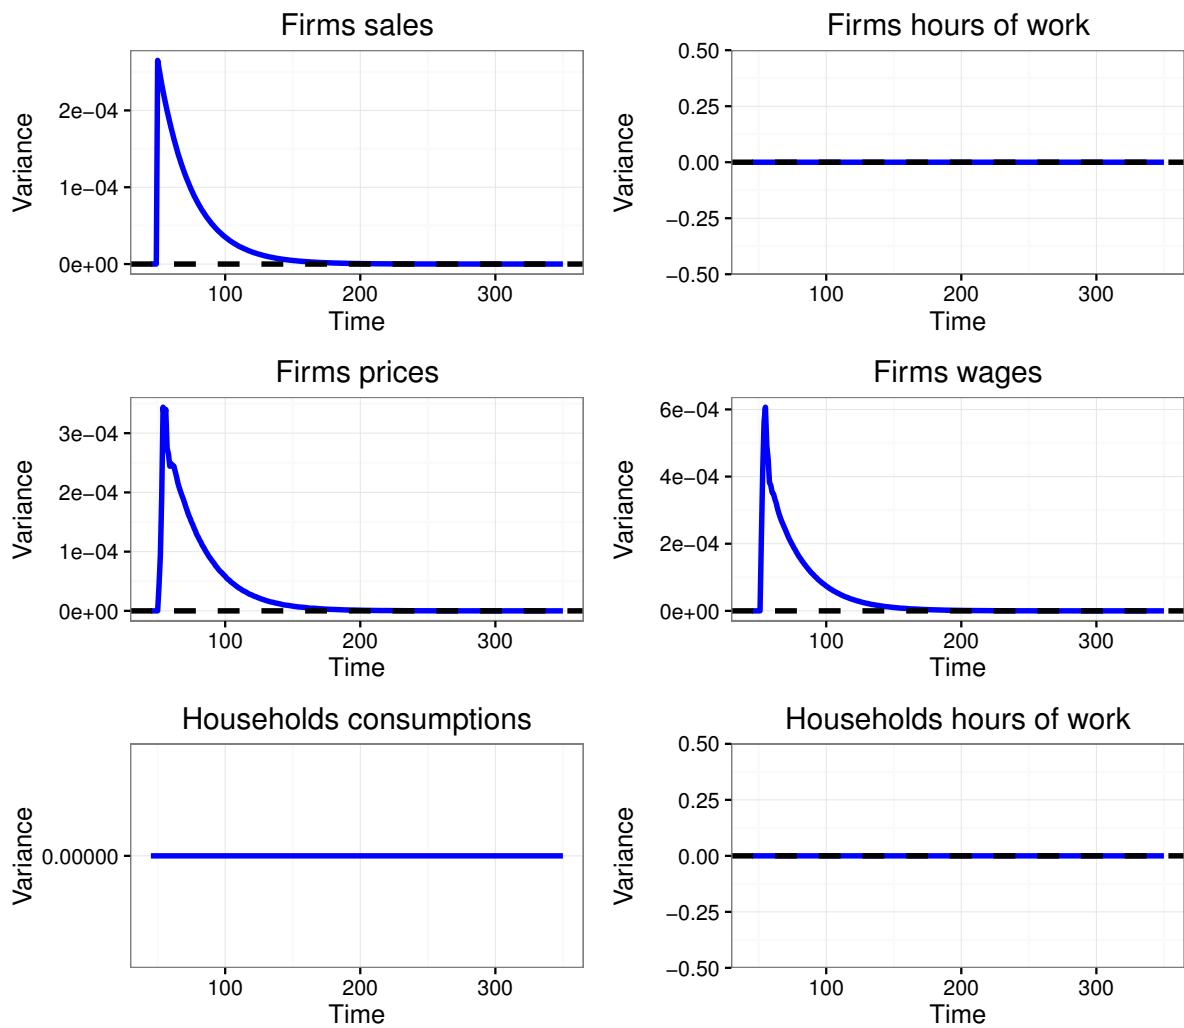 Firms sales
Variance
2e−04
1e−04
0e+00
100 200 300
Time
Firms hours of work
Variance
0.50
0.25
0.00
−0.25
−0.50
100 200 300
Time
Firms prices
Variance
3e−04
2e−04
1e−04
0e+00
100 200 300
Time
Firms wages
Variance
6e−04
4e−04
2e−04
0e+00
100 200 300
Time
Households consumptions
Variance
0.00000
100 200 300
Time
Households hours of work
Variance
0.50
0.25
0.00
−0.25
−0.50
100 200 300
Time